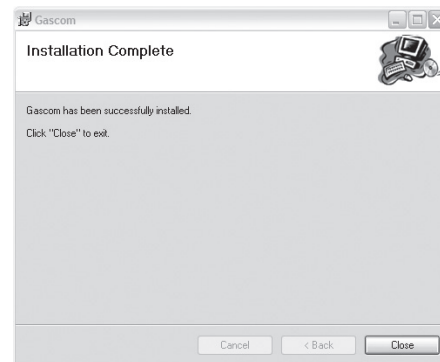 Gascom
Installation Complete
Gascom has been successfully installed.
Click "Close" to exit.
Cancel
< Back
Close